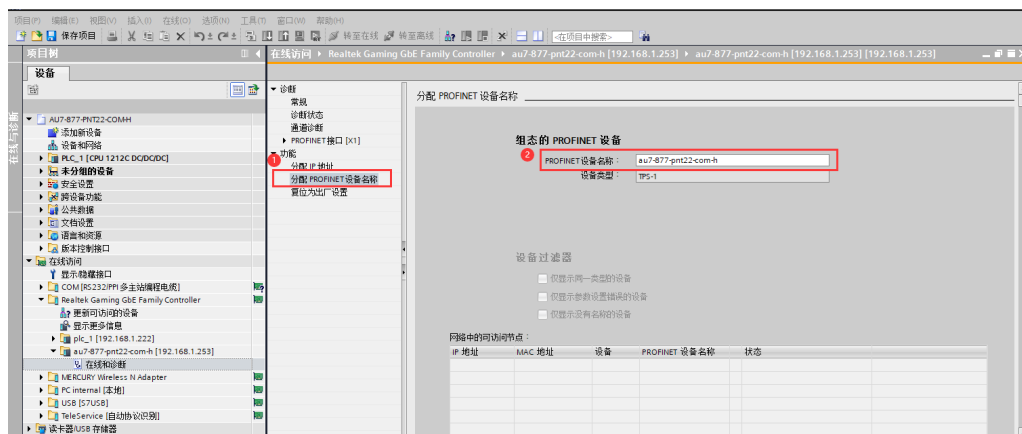 项目(P) 编辑(E) 视图(V) 插入(I) 在线(O) 选项(N) 工具(T) 窗口(W) 帮助(H)
保存项目 转至在线 转至离线 <在项目中搜索>
项目树
在线访问 ▸ Realtek Gaming GbE Family Controller ▸ au7-877-pnt22-com-h [192.168.1.253] ▸ au7-877-pnt22-com-h [192.168.1.253] [192.168.1.253]
设备
在线与诊断
AU7-877-PNT22-COM-H
添加新设备
设备和网络
PLC_1 [CPU 1212C DC/DC/DC]
未分组的设备
安全设置
跨设备功能
公共数据
文档设置
语言和资源
版本控制接口
在线访问
显示/隐藏接口
COM [RS232/PPI 多主站编程电缆]
Realtek Gaming GbE Family Controller
更新可访问的设备
显示更多信息
plc_1 [192.168.1.222]
au7-877-pnt22-com-h [192.168.1.253]
在线和诊断
MERCURY Wireless N Adapter
PC internal [本地]
USB [S7USB]
TeleService [自动协议识别]
读卡器/USB 存储器
诊断
常规
诊断状态
通道诊断
PROFINET 接口 [X1]
功能
1
分配 IP 地址
分配 PROFINET 设备名称
复位为出厂设置
分配 PROFINET 设备名称
组态的 PROFINET 设备
2
PROFINET 设备名称： au7-877-pnt22-com-h
设备类型： TPS-1
设备过滤器
仅显示同一类型的设备
仅显示参数设置错误的设备
仅显示没有名称的设备
网络中的可访问节点：
IP 地址 MAC 地址 设备 PROFINET 设备名称 状态